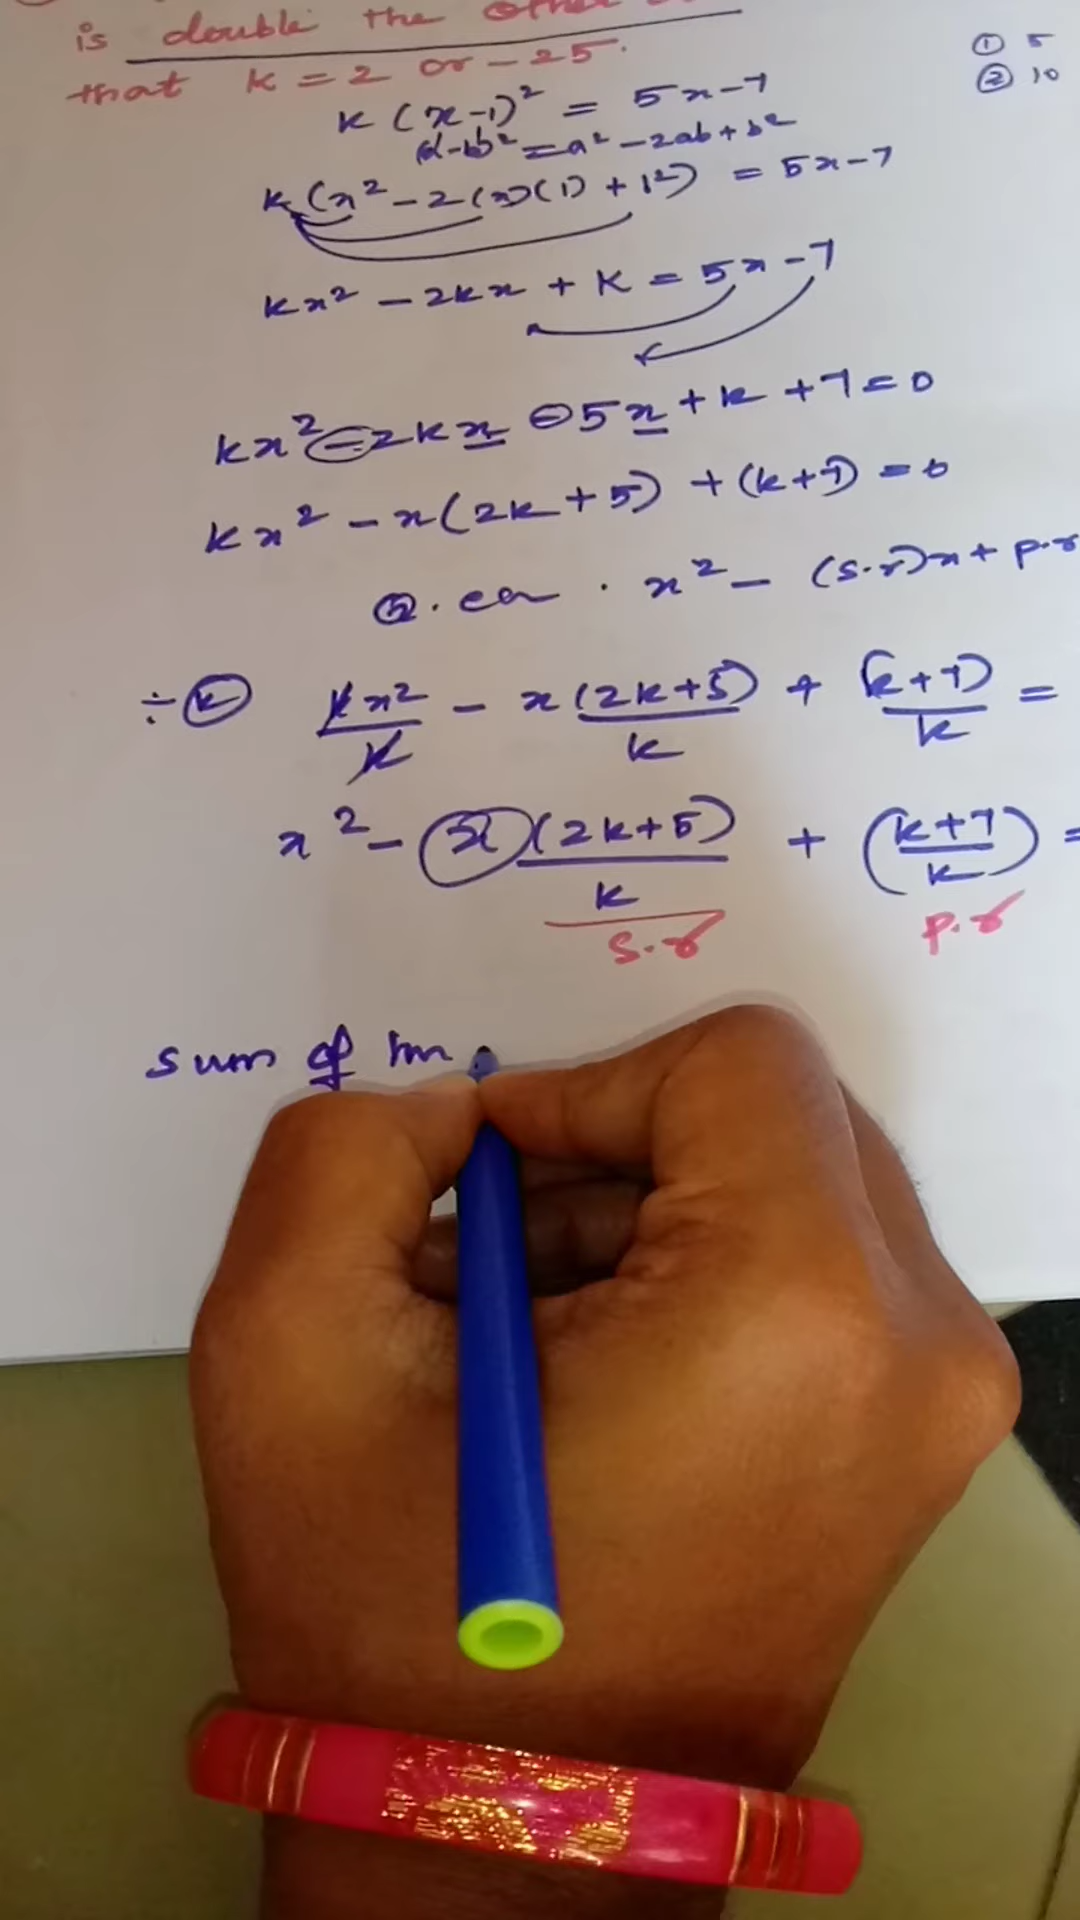 is double the other
that k = 2 or -25.
① 5
② 10
k (x-1)² = 5x-7
(a-b)² = a² - 2ab + b²
k (x² - 2(x)(1) + 1²) = 5x-7
kx² - 2kx + k = 5x-7
kx² - 2kx - 5x + k + 7 = 0
kx² - x(2k+5) + (k+7) = 0
Q. eq. x² - (s.r)x + p.r
÷ k kx²/k - x(2k+5)/k + (k+7)/k =
x² - x(2k+5)/k + (k+7/k) =
s.r p.r
sum of